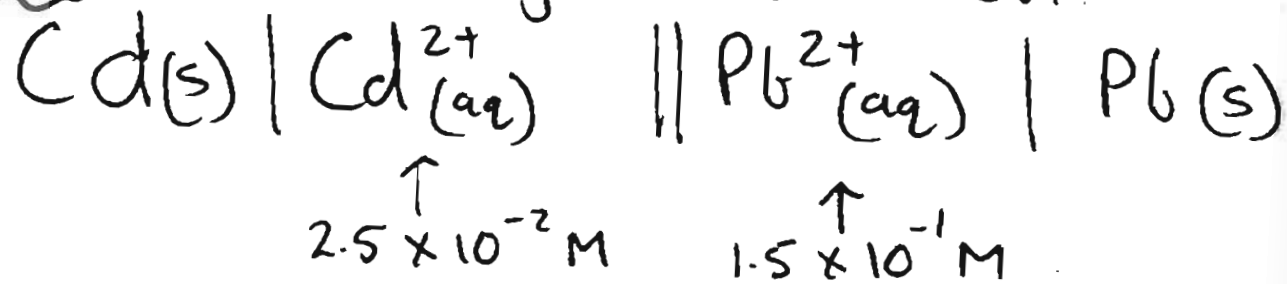 Cd(s) | Cd²⁺(aq) || Pb²⁺(aq) | Pb(s)
↑ ↑
2.5 × 10⁻² M 1.5 × 10⁻¹ M